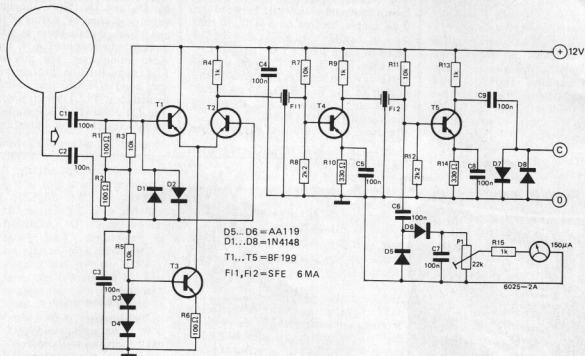 + 12V
C
0
C1
100n
C2
100n
R1
100Ω
R2
100Ω
R3
10k
T1
D1
D2
R4
1k
T2
C4
100n
Fl1
R7
10k
R8
2k2
T4
R9
1k
R10
330Ω
C5
100n
Fl2
R11
10k
R12
2k2
T5
R13
1k
R14
330Ω
C8
100n
C9
100n
D7
D8
C3
100n
R5
10k
D3
D4
T3
R6
100Ω
D5...D6=AA119
D1...D8=1N4148
T1...T5=BF199
Fl1,Fl2=SFE 6MA
C6
100n
D6
D5
C7
100n
P1
22k
R15
1k
150µA
6025-2A